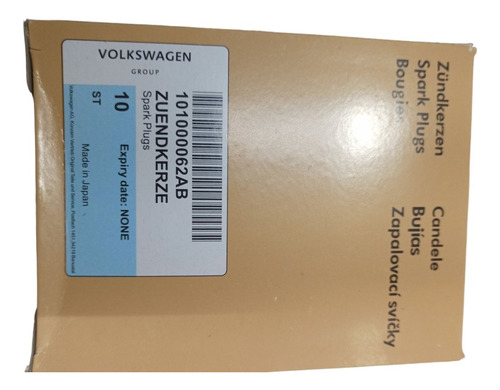 VOLKSWAGEN
GROUP
101000062AB
ZUENDKERZE
Spark Plugs
10
ST
Expiry date: NONE
Made in Japan
Zündkerzen
Spark Plugs
Bougies
Candele
Bujías
Zapalovací svíčky